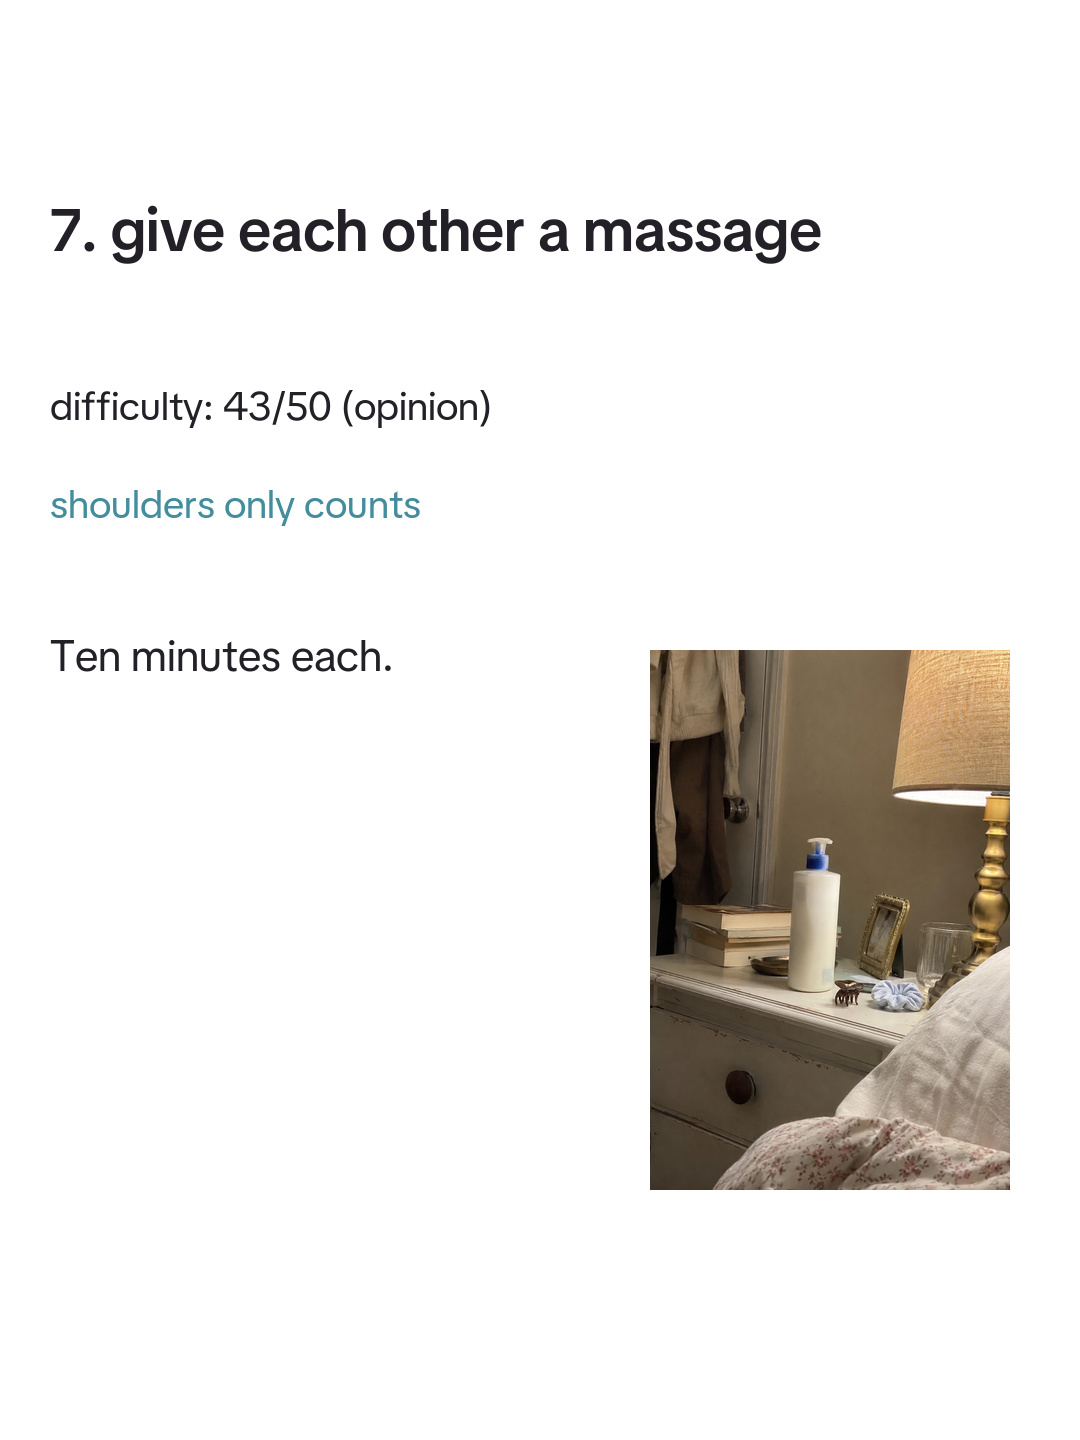 7. give each other a massage
difficulty: 43/50 (opinion)
shoulders only counts
Ten minutes each.